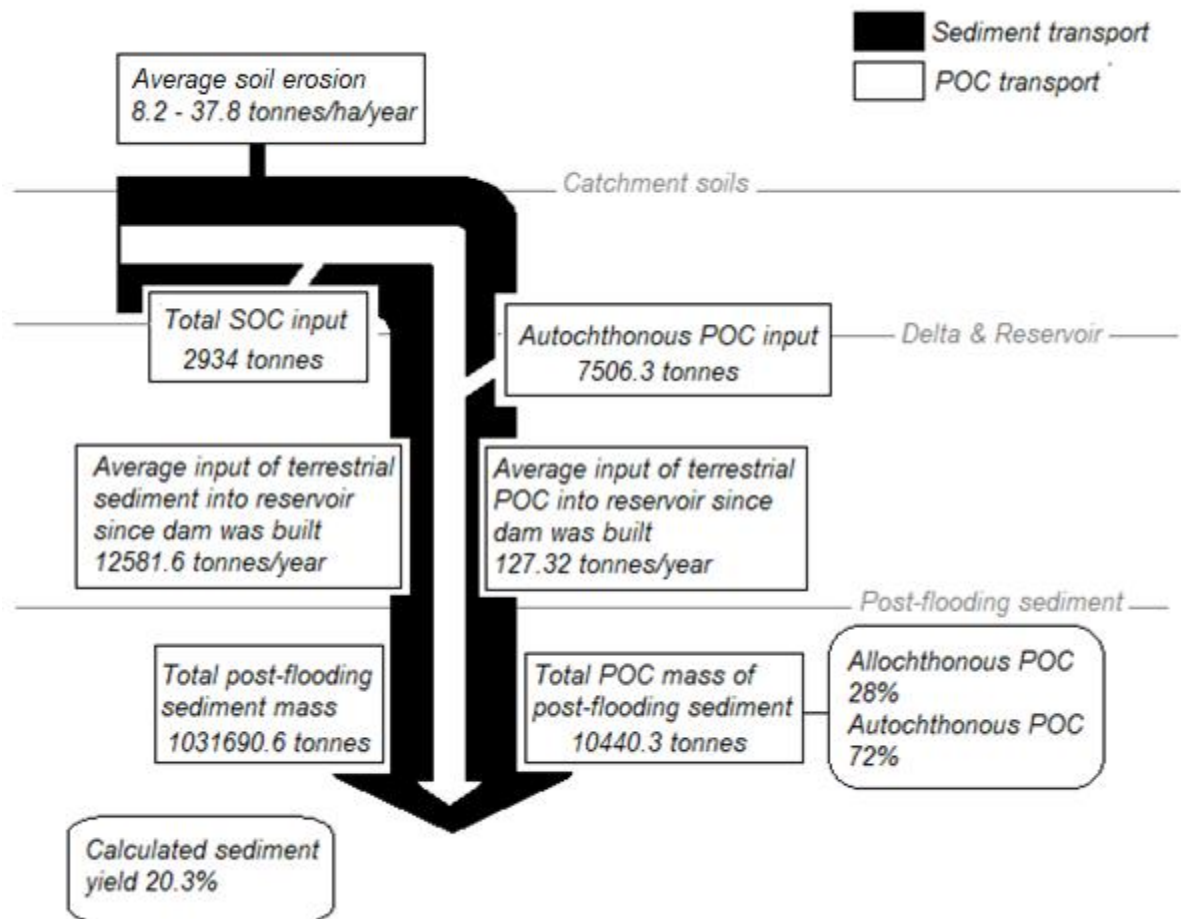 Sediment transport
POC transport
Average soil erosion
8.2 - 37.8 tonnes/ha/year
Catchment soils
Total SOC input
2934 tonnes
Autochthonous POC input
7506.3 tonnes
Delta & Reservoir
Average input of terrestrial
sediment into reservoir
since dam was built
12581.6 tonnes/year
Average input of terrestrial
POC into reservoir since
dam was built
127.32 tonnes/year
Post-flooding sediment
Total post-flooding
sediment mass
1031690.6 tonnes
Total POC mass of
post-flooding sediment
10440.3 tonnes
Allochthonous POC
28%
Autochthonous POC
72%
Calculated sediment
yield 20.3%